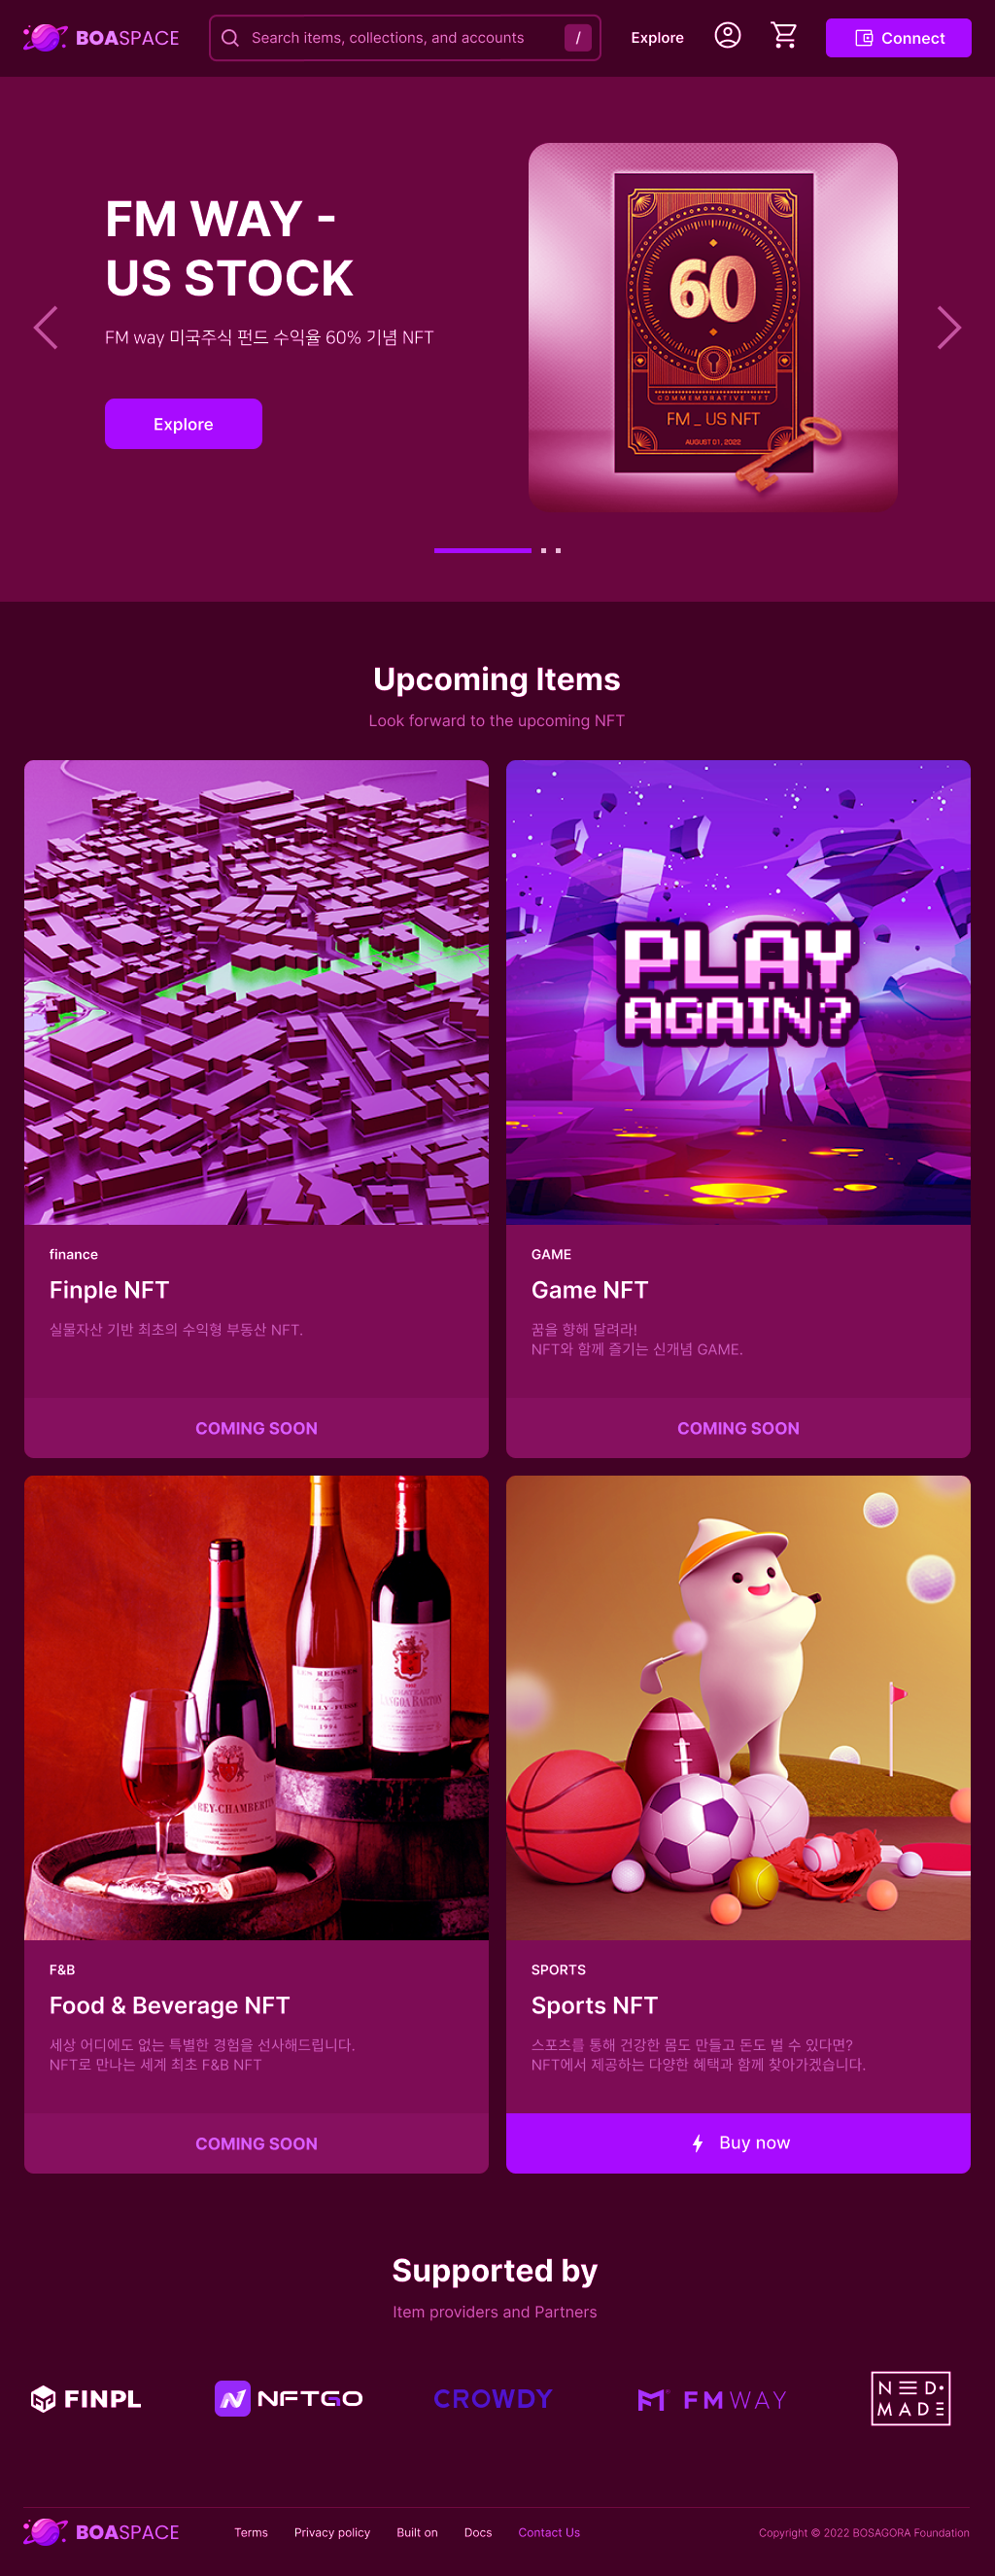 BOASPACE
Search items, collections, and accounts
/
Explore
Connect
FM WAY -
US STOCK
FM way 미국주식 펀드 수익율 60% 기념 NFT
Explore
60
COMMEMORATIVE NFT
FM _ US NFT
AUGUST 01, 2022
Upcoming Items
Look forward to the upcoming NFT
PLAY
AGAIN?
finance
Finple NFT
실물자산 기반 최초의 수익형 부동산 NFT.
COMING SOON
GAME
Game NFT
꿈을 향해 달려라!
NFT와 함께 즐기는 신개념 GAME.
COMING SOON
LES REISSES
POUILLY-FUISSE
1994
CHATEAU
LANGOA BARTON
REY-CHAMBERTIN
F&B
Food & Beverage NFT
세상 어디에도 없는 특별한 경험을 선사해드립니다.
NFT로 만나는 세계 최초 F&B NFT
COMING SOON
SPORTS
Sports NFT
스포츠를 통해 건강한 몸도 만들고 돈도 벌 수 있다면?
NFT에서 제공하는 다양한 혜택과 함께 찾아가겠습니다.
Buy now
Supported by
Item providers and Partners
FINPL
NFTGO
CROWDY
FMWAY
NED.
MADE
BOASPACE
Terms
Privacy policy
Built on
Docs
Contact Us
Copyright © 2022 BOSAGORA Foundation